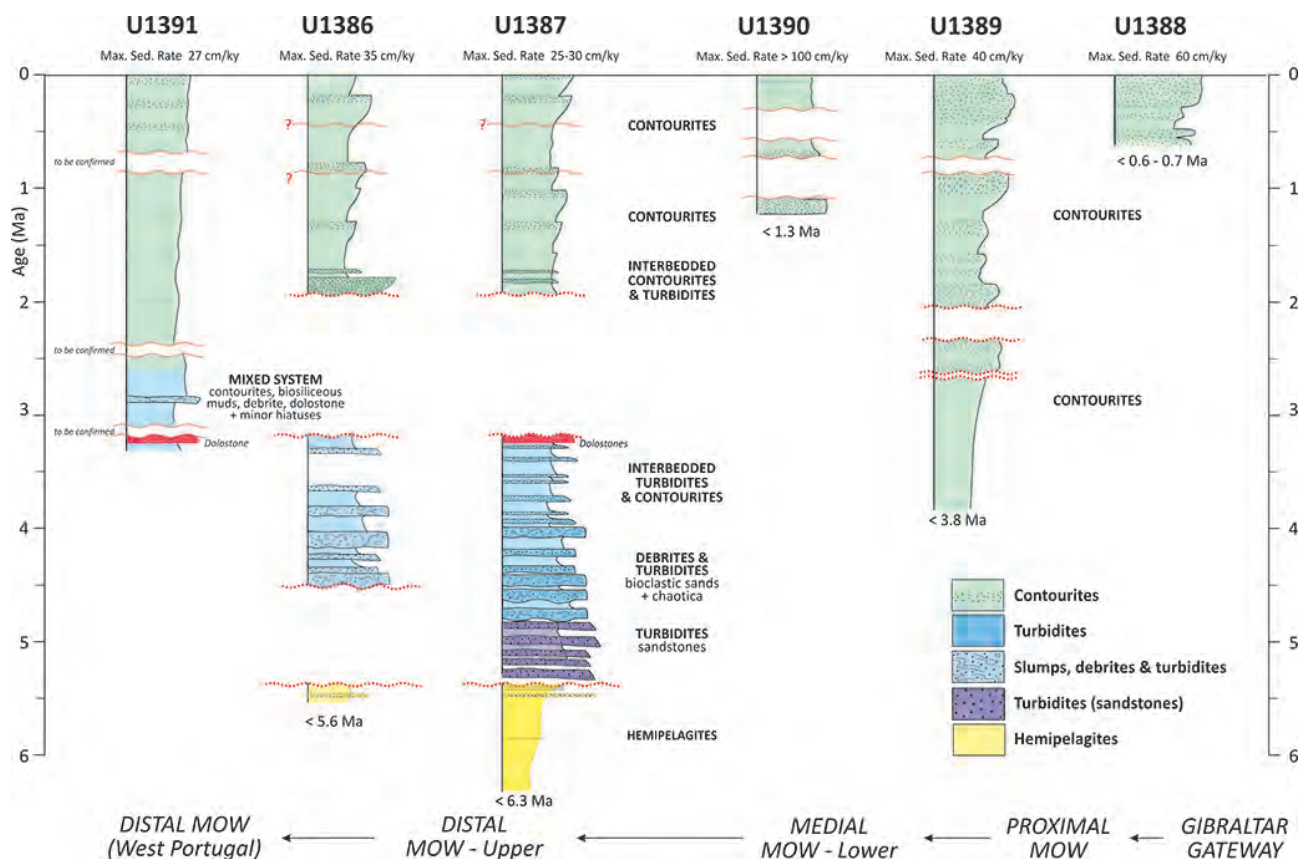 U1391 U1386 U1387 U1390 U1389 U1388
Max. Sed. Rate 27 cm/ky Max. Sed. Rate 35 cm/ky Max. Sed. Rate 25-30 cm/ky Max. Sed. Rate > 100 cm/ky Max. Sed. Rate 40 cm/ky Max. Sed. Rate 60 cm/ky
0 0
? ? CONTOURITES
to be confirmed < 0.6 - 0.7 Ma
?
1 1
CONTOURITES CONTOURITES
< 1.3 Ma
Age (Ma)
INTERBEDDED
CONTOURITES
& TURBIDITES
2 2
to be confirmed
MIXED SYSTEM
contourites, biosiliceous
muds, debrite, dolostone
+ minor hiatuses
CONTOURITES
3 3
to be confirmed
Dolostone Dolostones
INTERBEDDED
TURBIDITES
& CONTOURITES
< 3.8 Ma
4 4
DEBRITES &
TURBIDITES
bioclastic sands
+ chaotica
TURBIDITES
sandstones
Contourites
Turbidites
Slumps, debrites & turbidites
Turbidites (sandstones)
Hemipelagites
5 5
< 5.6 Ma
HEMIPELAGITES
6 6
< 6.3 Ma
DISTAL MOW
(West Portugal)
DISTAL
MOW - Upper
MEDIAL
MOW - Lower
PROXIMAL
MOW
GIBRALTAR
GATEWAY